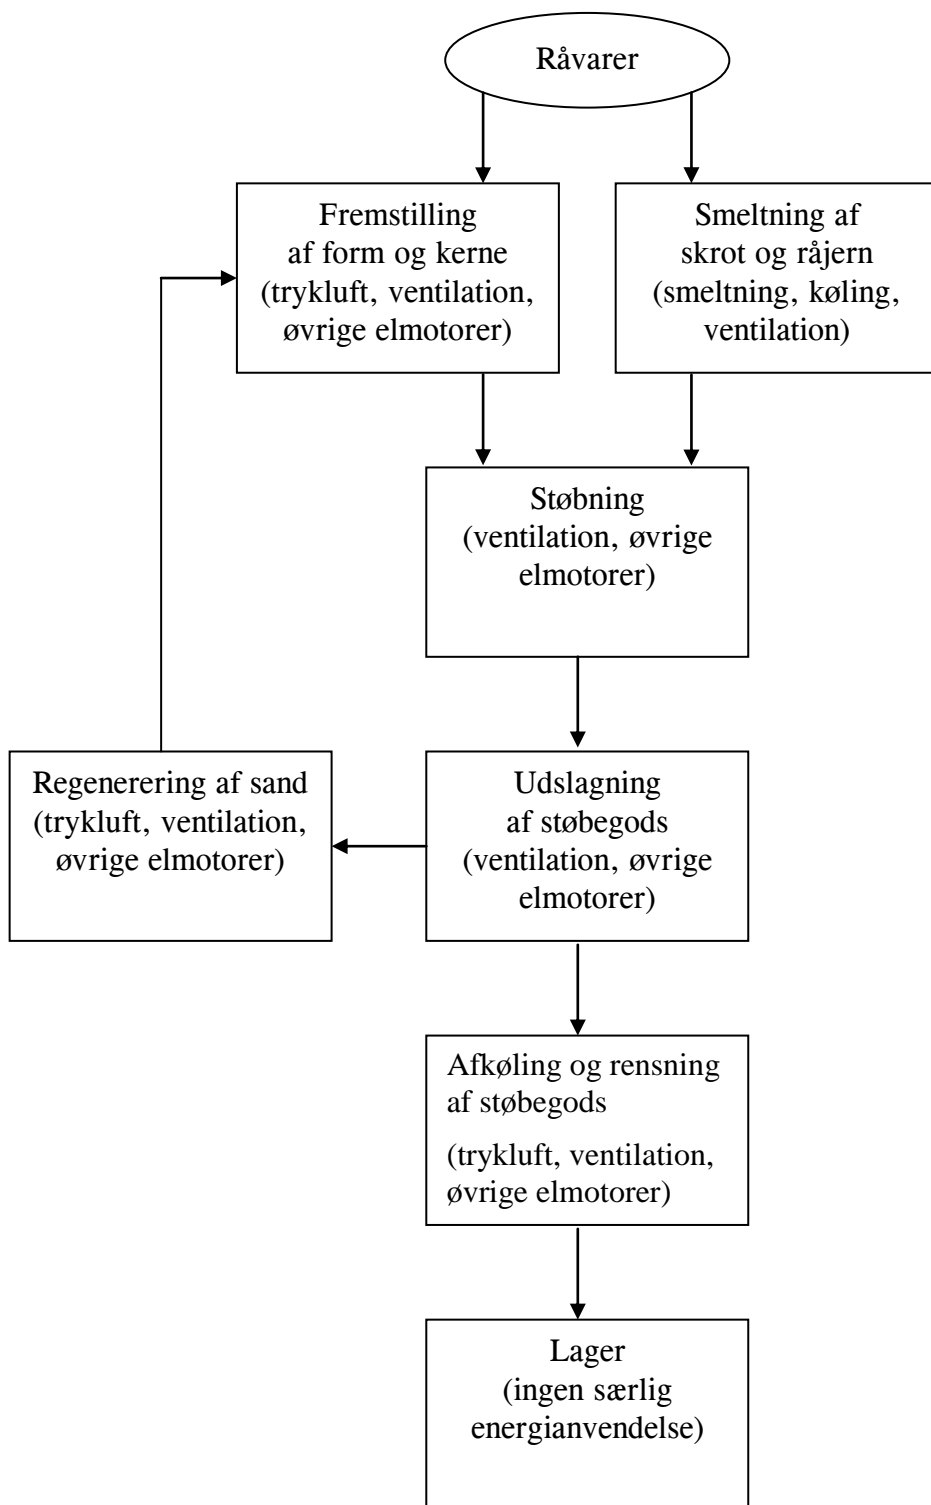 Råvarer
Fremstilling
af form og kerne
(trykluft, ventilation,
øvrige elmotorer)
Smeltning af
skrot og råjern
(smeltning, køling,
ventilation)
Støbning
(ventilation, øvrige
elmotorer)
Regenerering af sand
(trykluft, ventilation,
øvrige elmotorer)
Udslagning
af støbegods
(ventilation, øvrige
elmotorer)
Afkøling og rensning
af støbegods
(trykluft, ventilation,
øvrige elmotorer)
Lager
(ingen særlig
energianvendelse)